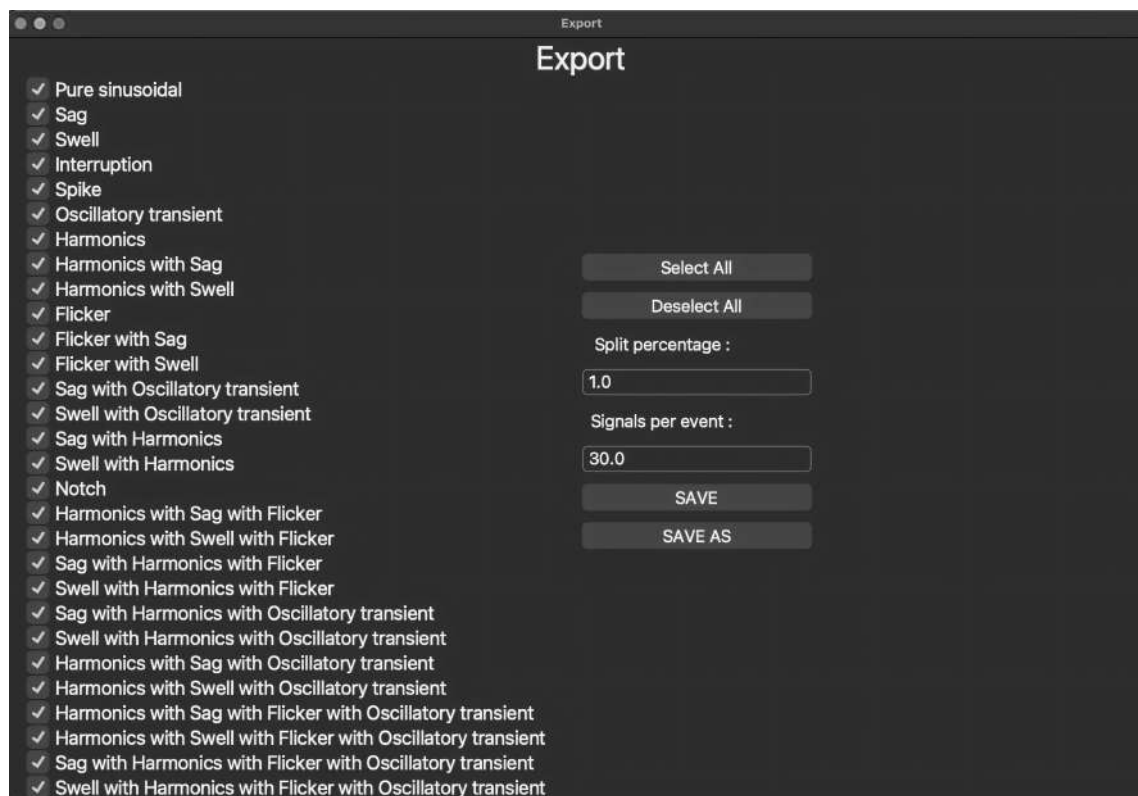 Export
Export
Pure sinusoidal
Sag
Swell
Interruption
Spike
Oscillatory transient
Harmonics
Harmonics with Sag
Harmonics with Swell
Flicker
Flicker with Sag
Flicker with Swell
Sag with Oscillatory transient
Swell with Oscillatory transient
Sag with Harmonics
Swell with Harmonics
Notch
Harmonics with Sag with Flicker
Harmonics with Swell with Flicker
Sag with Harmonics with Flicker
Swell with Harmonics with Flicker
Sag with Harmonics with Oscillatory transient
Swell with Harmonics with Oscillatory transient
Harmonics with Sag with Oscillatory transient
Harmonics with Swell with Oscillatory transient
Harmonics with Sag with Flicker with Oscillatory transient
Harmonics with Swell with Flicker with Oscillatory transient
Sag with Harmonics with Flicker with Oscillatory transient
Swell with Harmonics with Flicker with Oscillatory transient
Select All
Deselect All
Split percentage :
1.0
Signals per event :
30.0
SAVE
SAVE AS